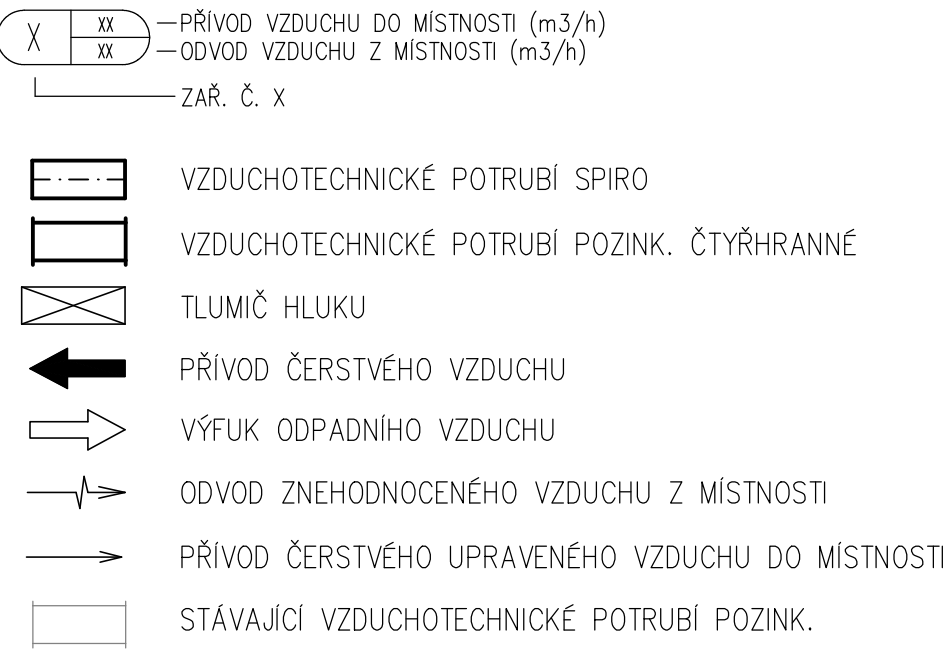 X
XX
XX
PŘÍVOD VZDUCHU DO MÍSTNOSTI (m3/h)
ODVOD VZDUCHU Z MÍSTNOSTI (m3/h)
ZAŘ. Č. X
VZDUCHOTECHNICKÉ POTRUBÍ SPIRO
VZDUCHOTECHNICKÉ POTRUBÍ POZINK. ČTYŘHRANNÉ
TLUMIČ HLUKU
PŘÍVOD ČERSTVÉHO VZDUCHU
VÝFUK ODPADNÍHO VZDUCHU
ODVOD ZNEHODNOCENÉHO VZDUCHU Z MÍSTNOSTI
PŘÍVOD ČERSTVÉHO UPRAVENÉHO VZDUCHU DO MÍSTNOSTI
STÁVAJÍCÍ VZDUCHOTECHNICKÉ POTRUBÍ POZINK.